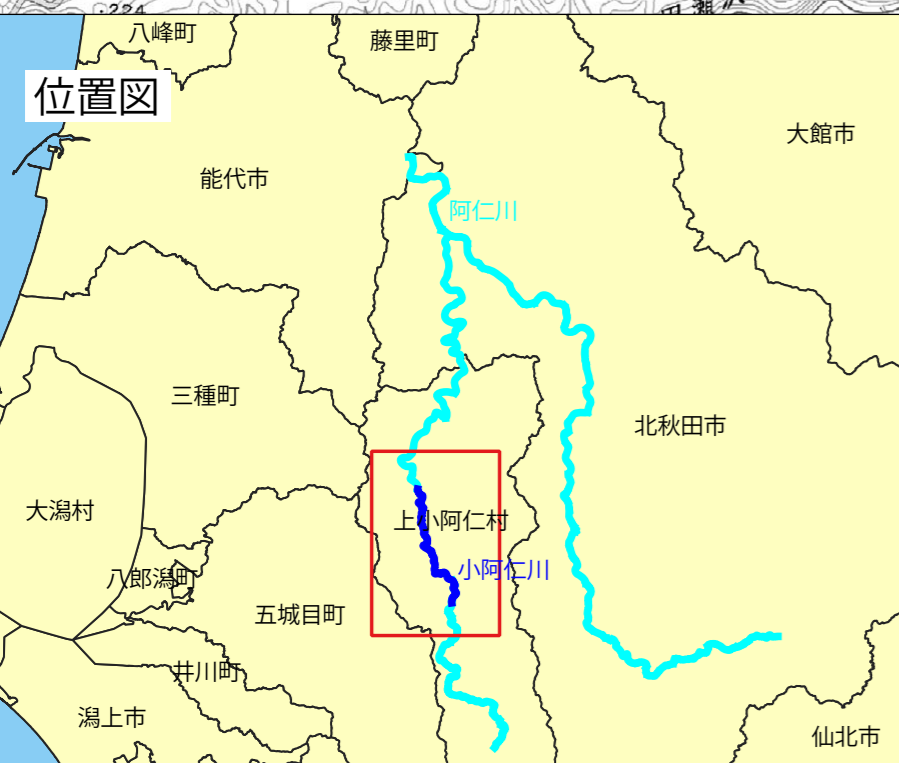 ・224
八峰町
藤里町
位置図
大館市
能代市
阿仁川
三種町
北秋田市
大潟村
上小阿仁村
小阿仁川
八郎潟町
五城目町
井川町
潟上市
仙北市